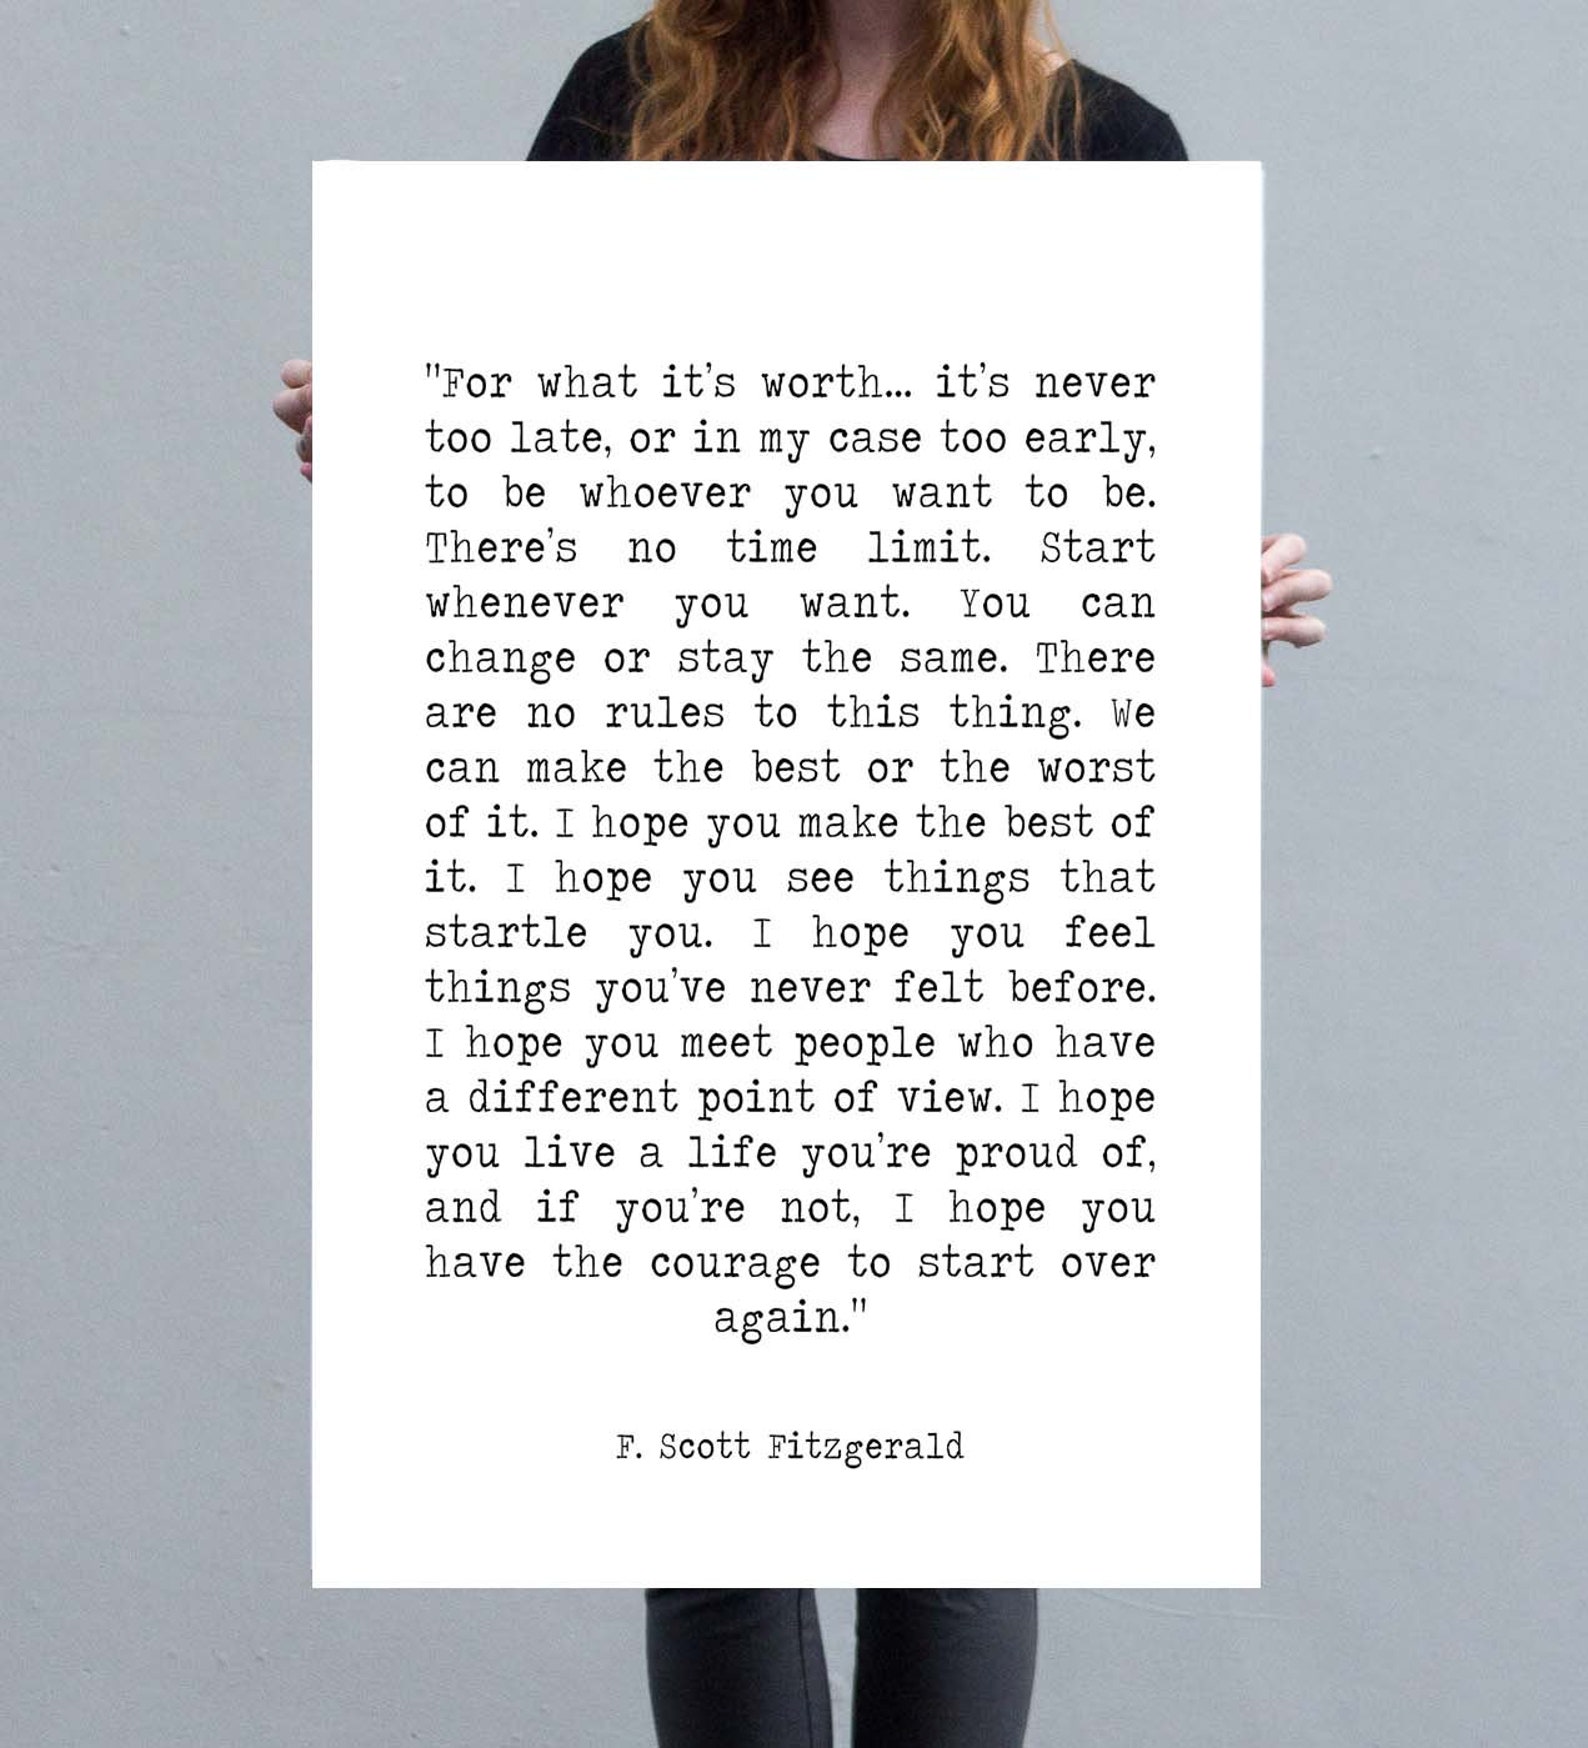 "For what it's worth... it's never
too late, or in my case too early,
to be whoever you want to be.
There's no time limit. Start
whenever you want. You can
change or stay the same. There
are no rules to this thing. We
can make the best or the worst
of it. I hope you make the best of
it. I hope you see things that
startle you. I hope you feel
things you've never felt before.
I hope you meet people who have
a different point of view. I hope
you live a life you're proud of,
and if you're not, I hope you
have the courage to start over
again."
F. Scott Fitzgerald